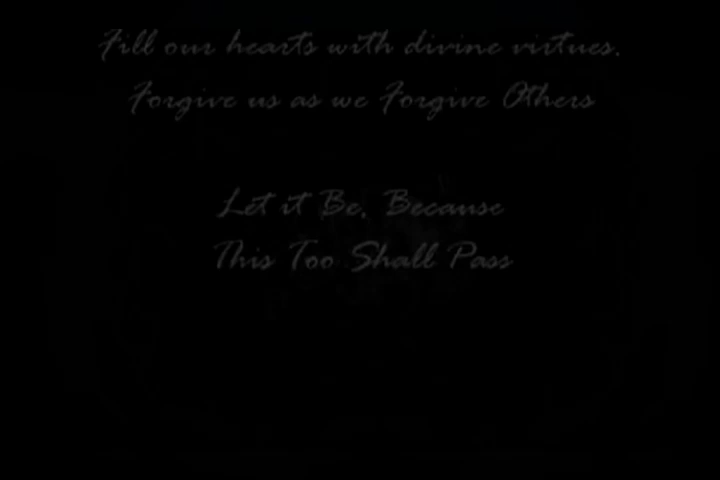 Fill our hearts with divine virtues.
Forgive us as we Forgive Others
Let it Be. Because
This Too Shall Pass